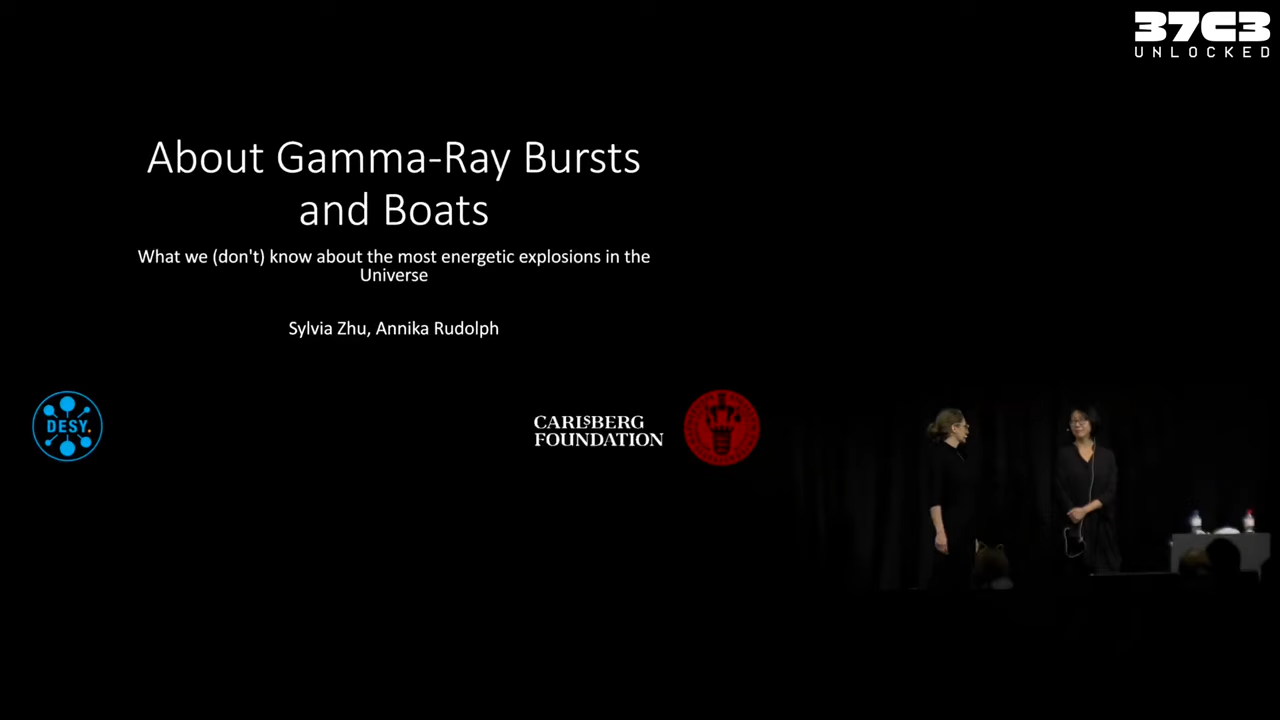 37C3
UNLOCKED
About Gamma-Ray Bursts
and Boats
What we (don't) know about the most energetic explosions in the
Universe
Sylvia Zhu, Annika Rudolph
DESY.
CARLSBERG
FOUNDATION